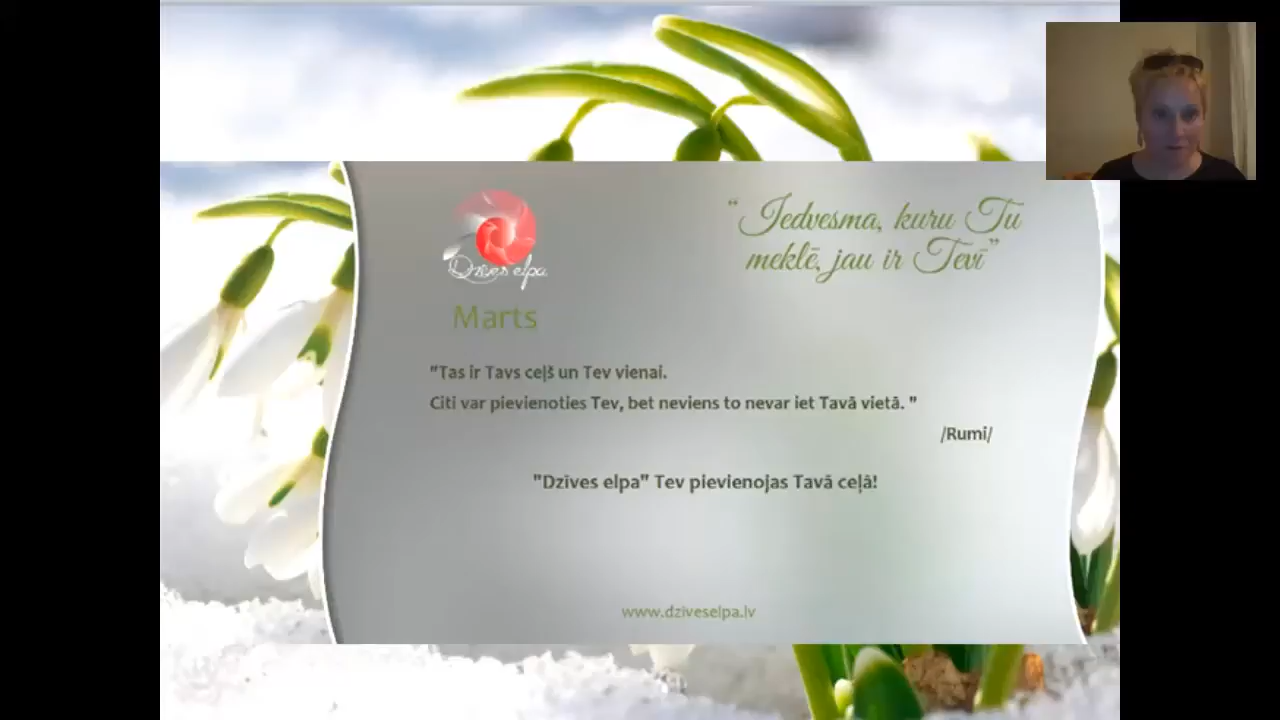 Dzīves elpa
“Iedvesma, kuru Tu
meklē, jau ir Tevī”
Marts
"Tas ir Tavs ceļš un Tev vienai.
Citi var pievienoties Tev, bet neviens to nevar iet Tavā vietā. "
/Rumi/
"Dzīves elpa" Tev pievienojas Tavā ceļā!
www.dziveselpa.lv